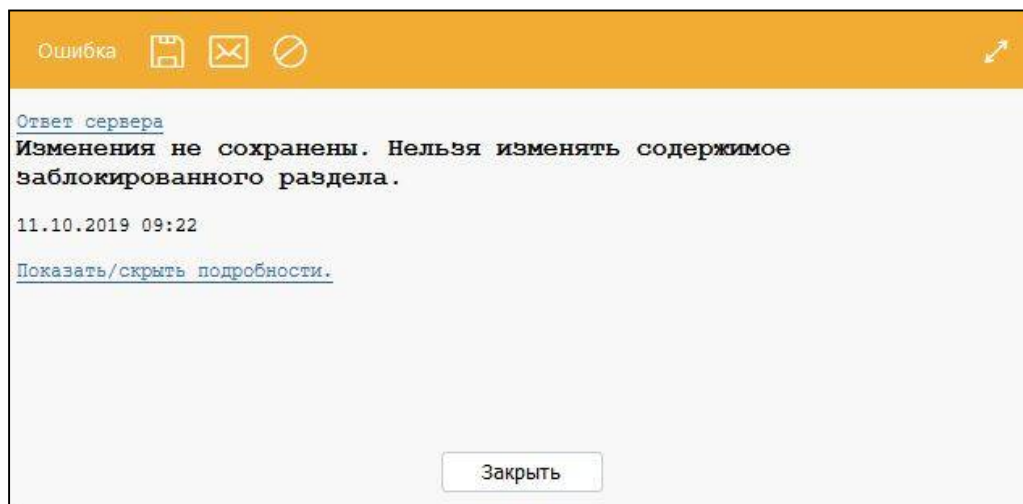 Ошибка
Ответ сервера
Изменения не сохранены. Нельзя изменять содержимое
заблокированного раздела.
11.10.2019 09:22
Показать/скрыть подробности.
Закрыть